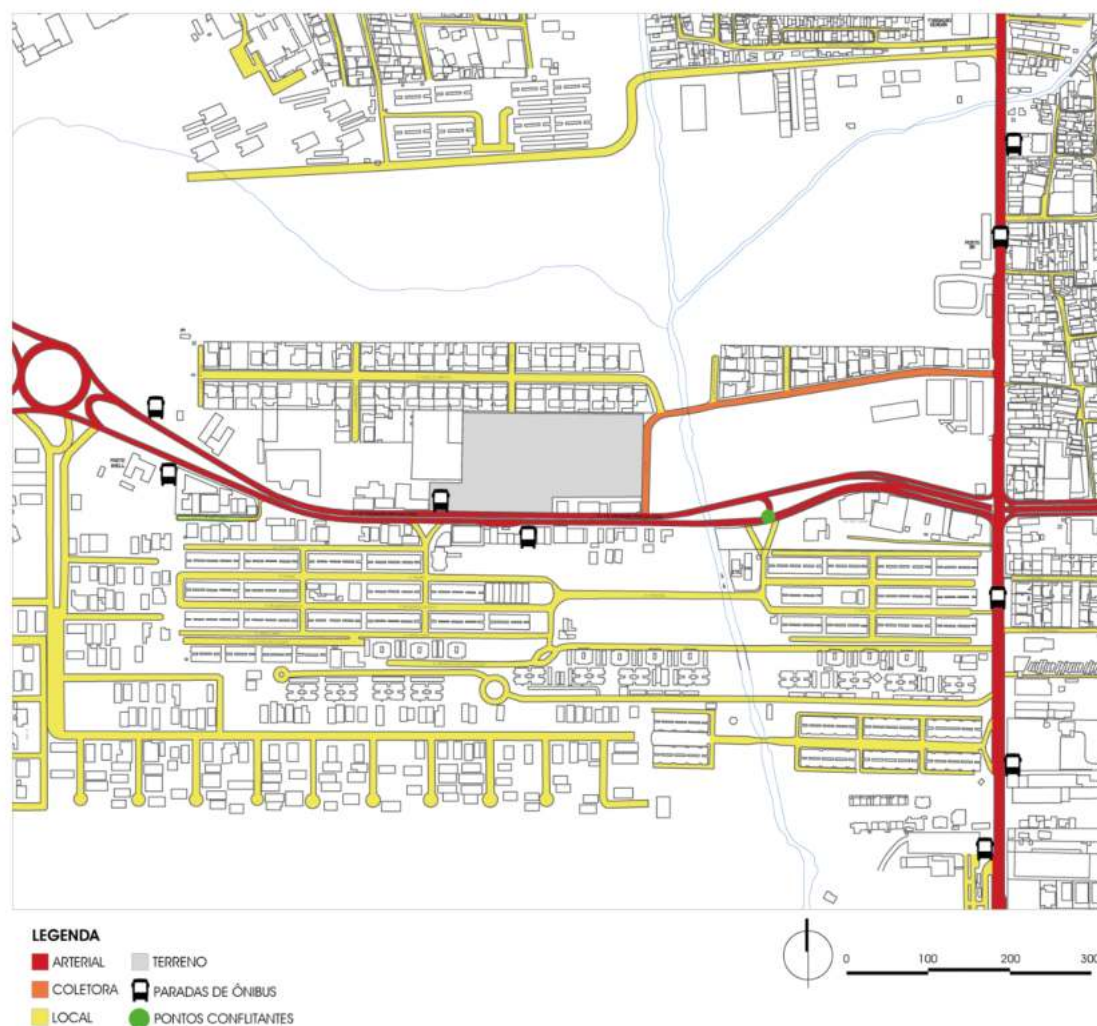 LEGENDA
ARTERIAL
TERRENO
COLETORA
PARADAS DE ÔNIBUS
LOCAL
PONTOS CONFLITANTES
0 100 200 300